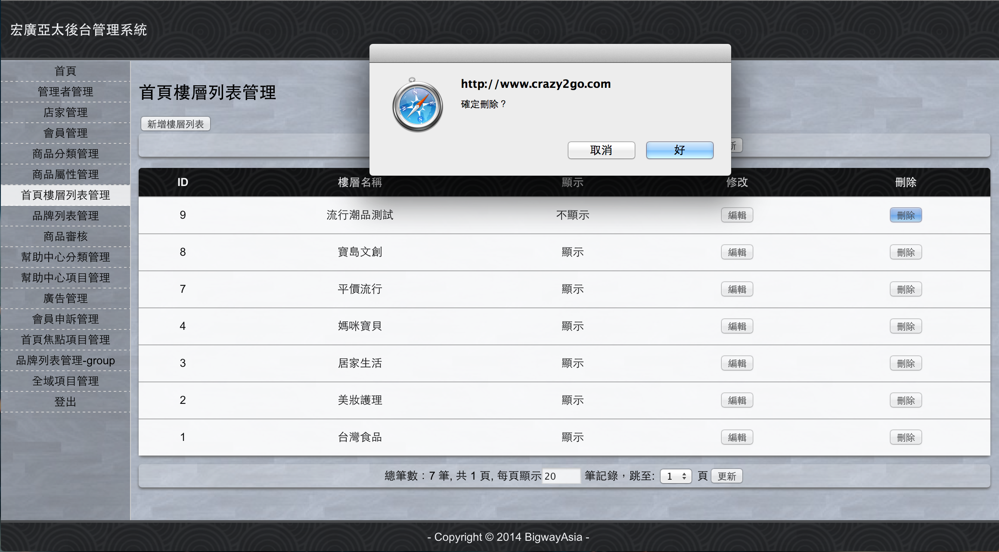 宏廣亞太後台管理系統
首頁
管理者管理
店家管理
會員管理
商品分類管理
商品屬性管理
首頁樓層列表管理
品牌列表管理
商品審核
幫助中心分類管理
幫助中心項目管理
廣告管理
會員申訴管理
首頁焦點項目管理
品牌列表管理-group
全域項目管理
登出
首頁樓層列表管理
新增樓層列表
http://www.crazy2go.com
確定刪除？
取消 好
新
ID 樓層名稱 顯示 修改 刪除
9 流行潮品測試 不顯示 編輯 刪除
8 寶島文創 顯示 編輯 刪除
7 平價流行 顯示 編輯 刪除
4 媽咪寶貝 顯示 編輯 刪除
3 居家生活 顯示 編輯 刪除
2 美妝護理 顯示 編輯 刪除
1 台灣食品 顯示 編輯 刪除
總筆數：7 筆, 共 1 頁, 每頁顯示 20 筆記錄，跳至: 1 頁 更新
- Copyright © 2014 BigwayAsia -